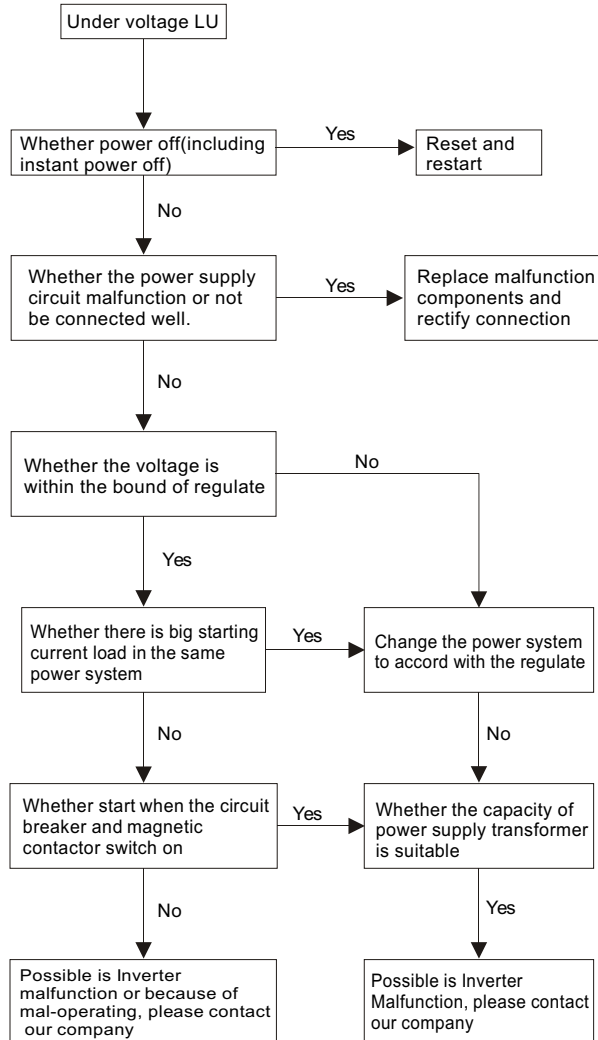 Under voltage LU
Whether power off(including
instant power off)
Yes
Reset and
restart
No
Whether the power supply
circuit malfunction or not
be connected well.
Yes
Replace malfunction
components and
rectify connection
No
Whether the voltage is
within the bound of regulate
No
Yes
Whether there is big starting
current load in the same
power system
Yes
Change the power system
to accord with the regulate
No
No
Whether start when the circuit
breaker and magnetic
contactor switch on
Yes
Whether the capacity of
power supply transformer
is suitable
No
Yes
Possible is Inverter
malfunction or because of
mal-operating, please contact
our company
Possible is Inverter
Malfunction, please contact
our company